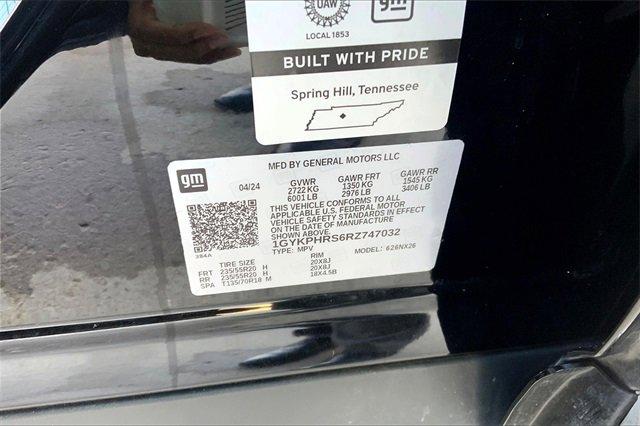 UAW
gm
LOCAL 1853
BUILT WITH PRIDE
Spring Hill, Tennessee
gm
MFD BY GENERAL MOTORS LLC
04/24 GVWR GAWR FRT GAWR RR
2722 KG 1350 KG 1545 KG
6001 LB 2976 LB 3406 LB
THIS VEHICLE CONFORMS TO ALL
APPLICABLE U.S. FEDERAL MOTOR
VEHICLE SAFETY STANDARDS IN EFFECT
ON THE DATE OF MANUFACTURE
SHOWN ABOVE.
1GYKPHRS6RZ747032
384A
TYPE: MPV MODEL: 626NX26
TIRE SIZE RIM
FRT 235/55R20 H 20X8J
RR 235/55R20 H 20X8J
SPA T135/70R18 M 18X4.5B